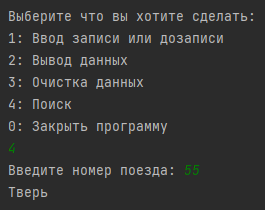 Выберите что вы хотите сделать:
1: Ввод записи или дозаписи
2: Вывод данных
3: Очистка данных
4: Поиск
0: Закрыть программу
4
Введите номер поезда: 55
Тверь